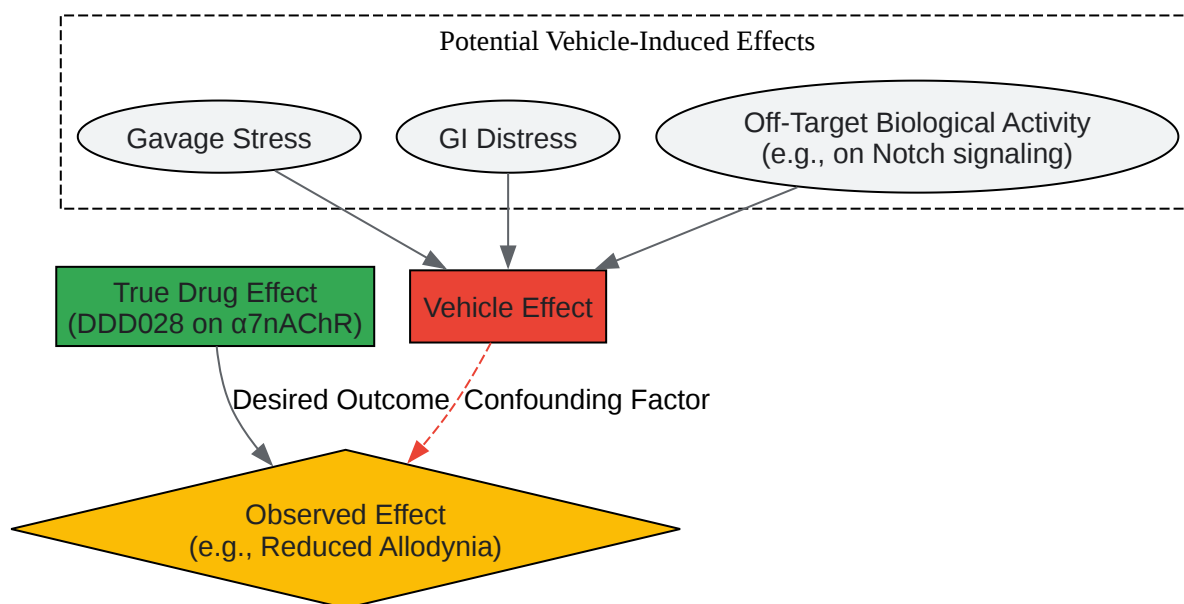 Potential Vehicle-Induced Effects
Gavage Stress
GI Distress
Off-Target Biological Activity
(e.g., on Notch signaling)
True Drug Effect
(DDD028 on α7nAChR)
Vehicle Effect
Desired Outcome
Confounding Factor
Observed Effect
(e.g., Reduced Allodynia)